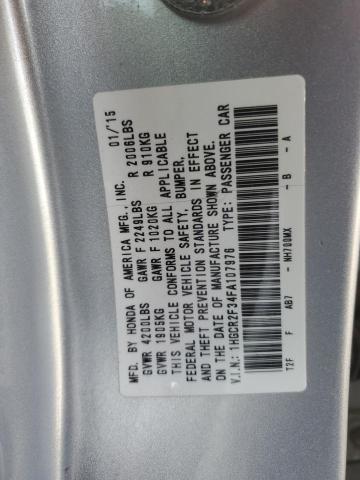 MFD. BY HONDA OF AMERICA MFG., INC. 01/'15
GVWR 4200LBS GAWR F 2249LBS R 2006LBS
GVWR 1905KG GAWR F 1020KG R 910KG
THIS VEHICLE CONFORMS TO ALL APPLICABLE
FEDERAL MOTOR VEHICLE SAFETY, BUMPER,
AND THEFT PREVENTION STANDARDS IN EFFECT
ON THE DATE OF MANUFACTURE SHOWN ABOVE.
V.I.N.: 1HGCR2F34FA107976 TYPE: PASSENGER CAR
T2F F AB7 - NH700MX - B - A